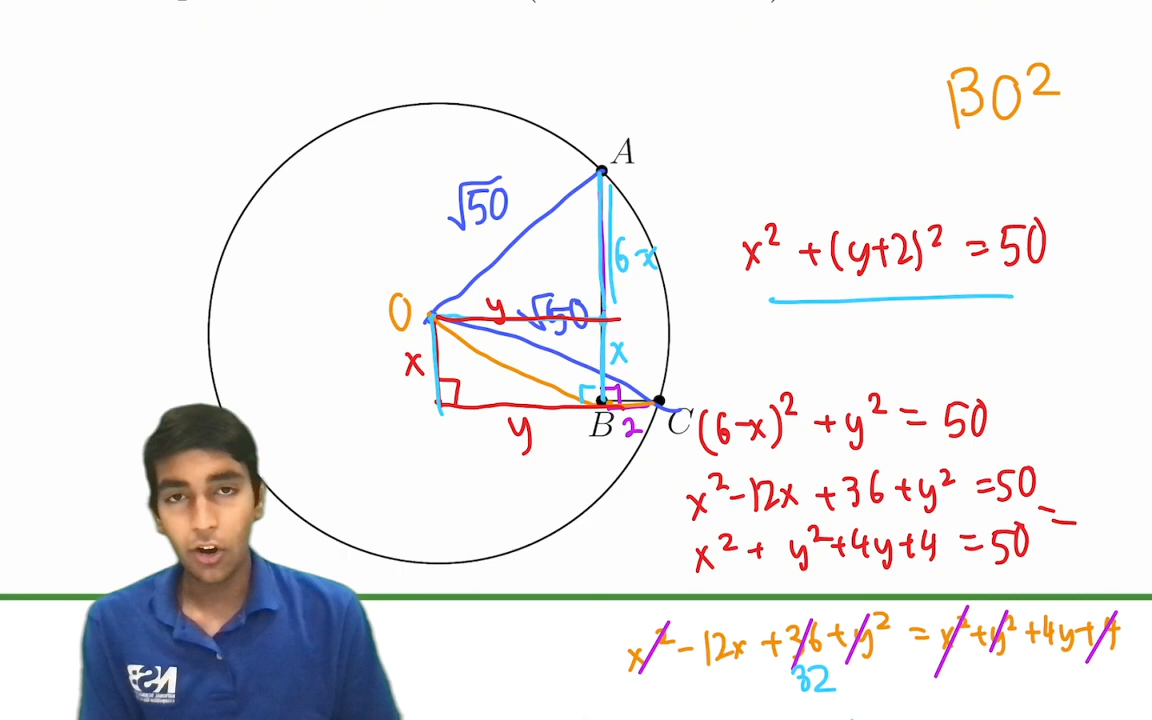 BO²
A
√50
6-x
x² + (y+2)² = 50
O
y
√50
x
x
B
2
C
y
(6-x)² + y² = 50
x² -12x +36 + y² =50
x² + y²+4y+4 = 50
=
x² - 12x + 36 + y² = x² + y² + 4y + 4
32
NSB